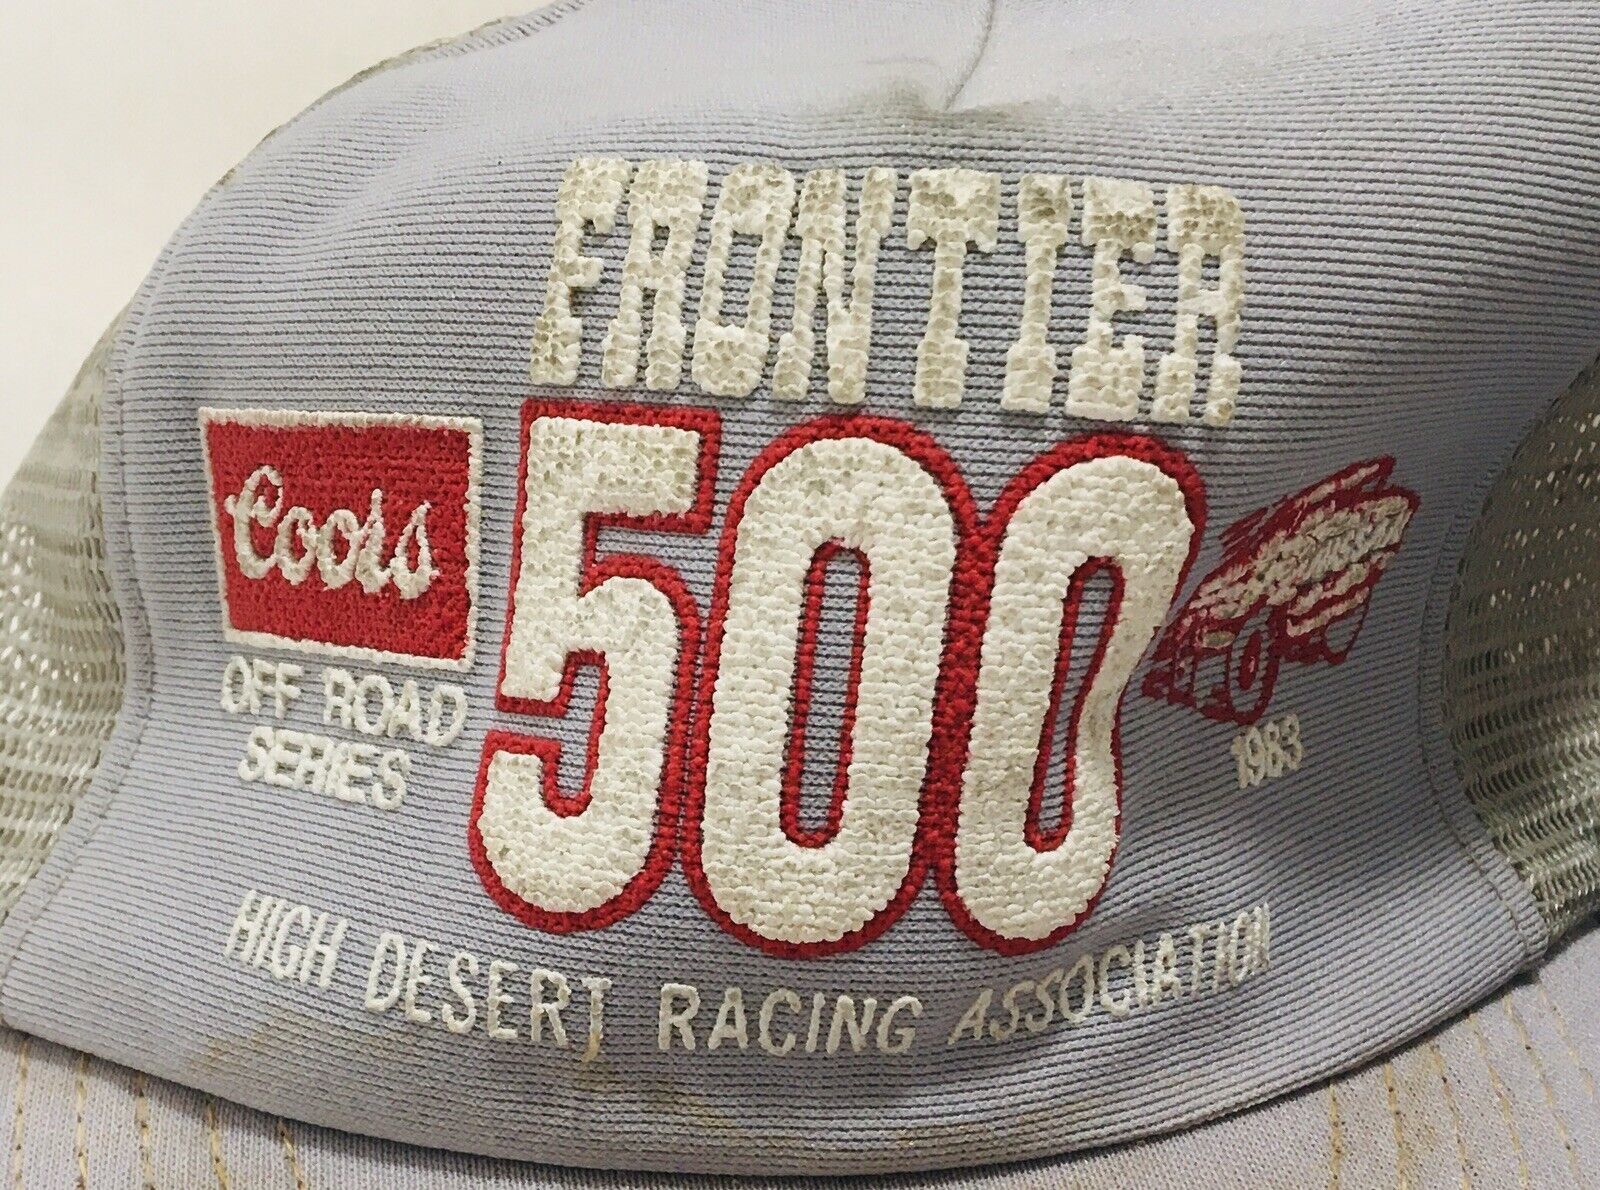 FRONTIER
500
Coors
OFF ROAD
SERIES
1983
HIGH DESERT RACING ASSOCIATION